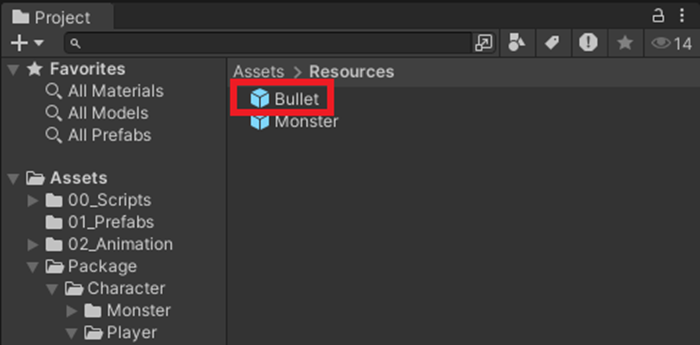 Project
14
Favorites
All Materials
All Models
All Prefabs
Assets
00_Scripts
01_Prefabs
02_Animation
Package
Character
Monster
Player
Assets > Resources
Bullet
Monster